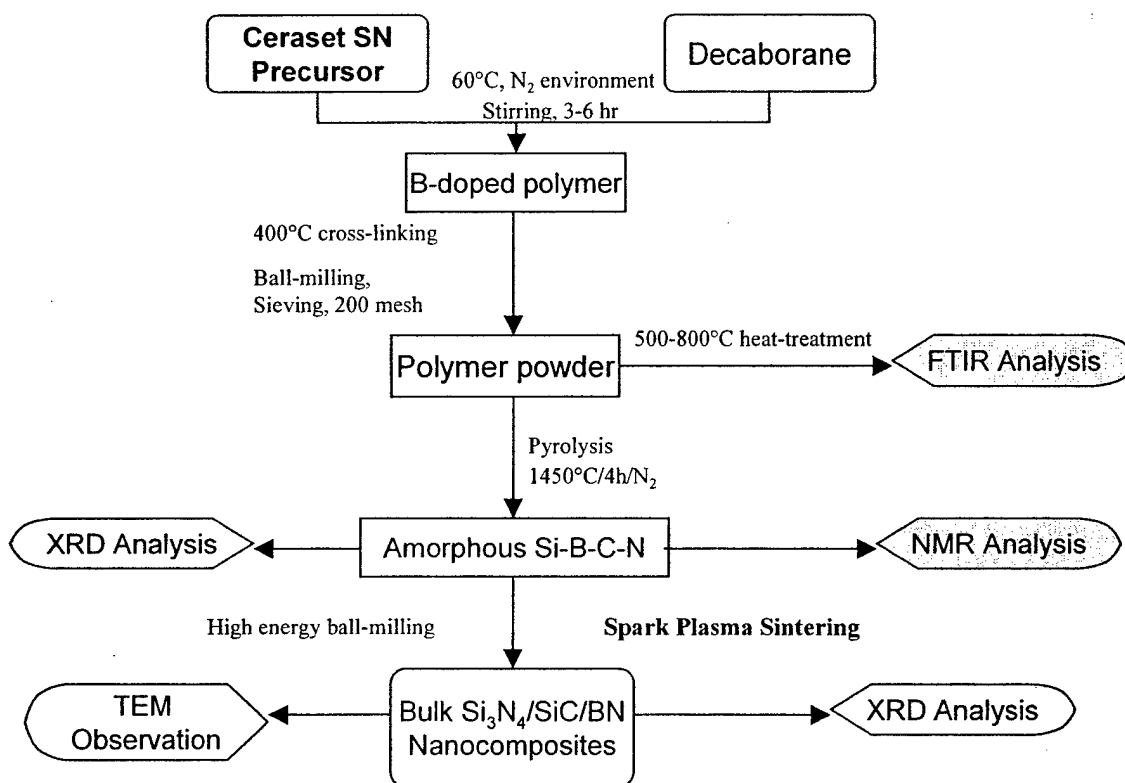 Ceraset SN
Precursor
Decaborane
60°C, N₂ environment
Stirring, 3-6 hr
B-doped polymer
400°C cross-linking
Ball-milling,
Sieving, 200 mesh
500-800°C heat-treatment
Polymer powder
FTIR Analysis
Pyrolysis
1450°C/4h/N₂
XRD Analysis
Amorphous Si-B-C-N
NMR Analysis
High energy ball-milling
Spark Plasma Sintering
TEM
Observation
Bulk Si₃N₄/SiC/BN
Nanocomposites
XRD Analysis